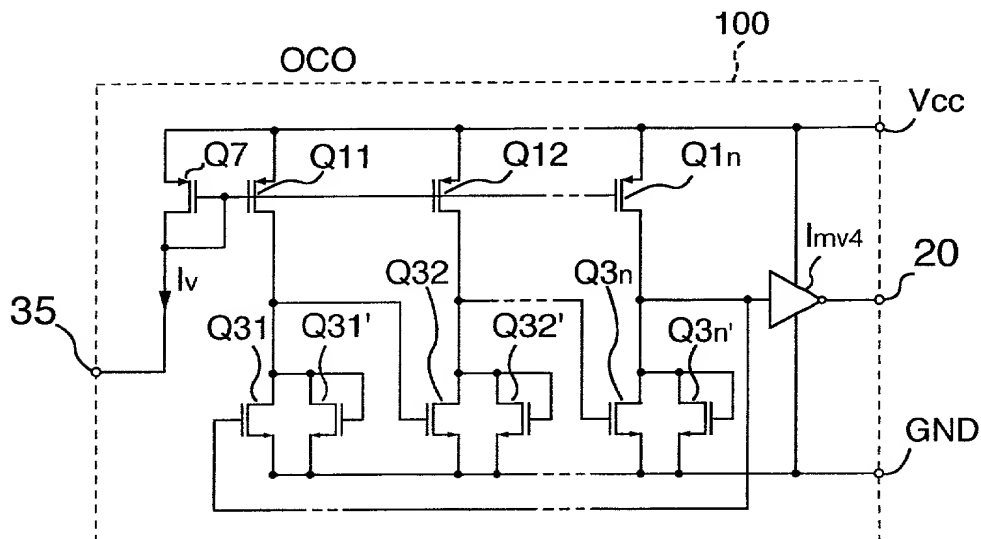 100
OCO
Vcc
Q7
Q11
Q12
Q1n
Imv4
Iv
20
Q32
Q3n
35
Q31
Q31'
Q32'
Q3n'
GND